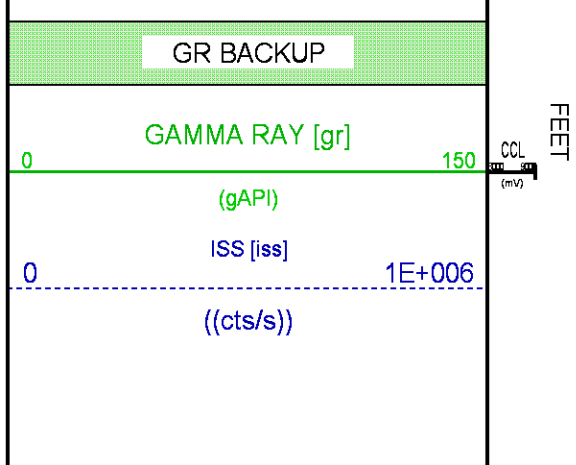 GR BACKUP
GAMMA RAY [gr]
0 150
(gAPI)
ISS [iss]
0 1E+006
((cts/s))
CCL
(mV)
FEET